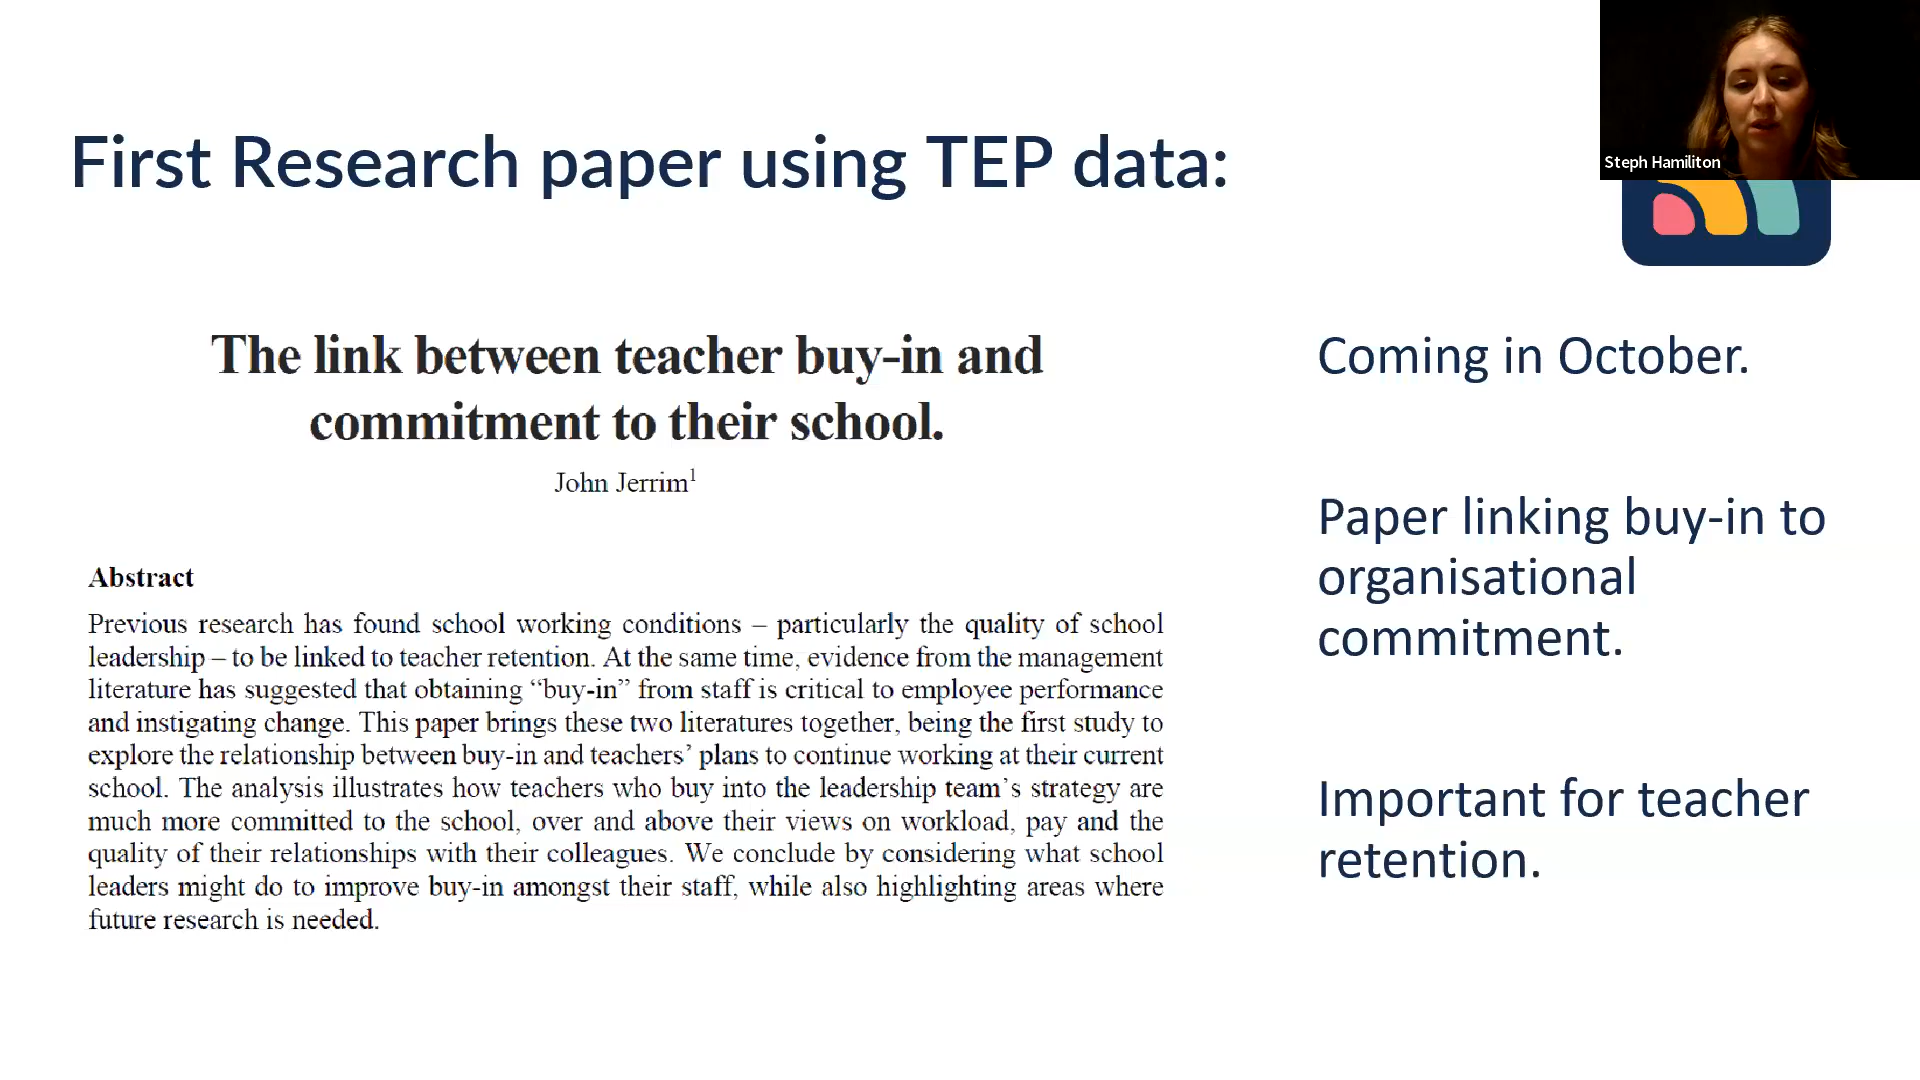 First Research paper using TEP data:
Steph Hamiliton
The link between teacher buy-in and
commitment to their school.
John Jerrim1
Abstract
Previous research has found school working conditions – particularly the quality of school
leadership – to be linked to teacher retention. At the same time, evidence from the management
literature has suggested that obtaining “buy-in” from staff is critical to employee performance
and instigating change. This paper brings these two literatures together, being the first study to
explore the relationship between buy-in and teachers’ plans to continue working at their current
school. The analysis illustrates how teachers who buy into the leadership team’s strategy are
much more committed to the school, over and above their views on workload, pay and the
quality of their relationships with their colleagues. We conclude by considering what school
leaders might do to improve buy-in amongst their staff, while also highlighting areas where
future research is needed.
Coming in October.
Paper linking buy-in to
organisational
commitment.
Important for teacher
retention.